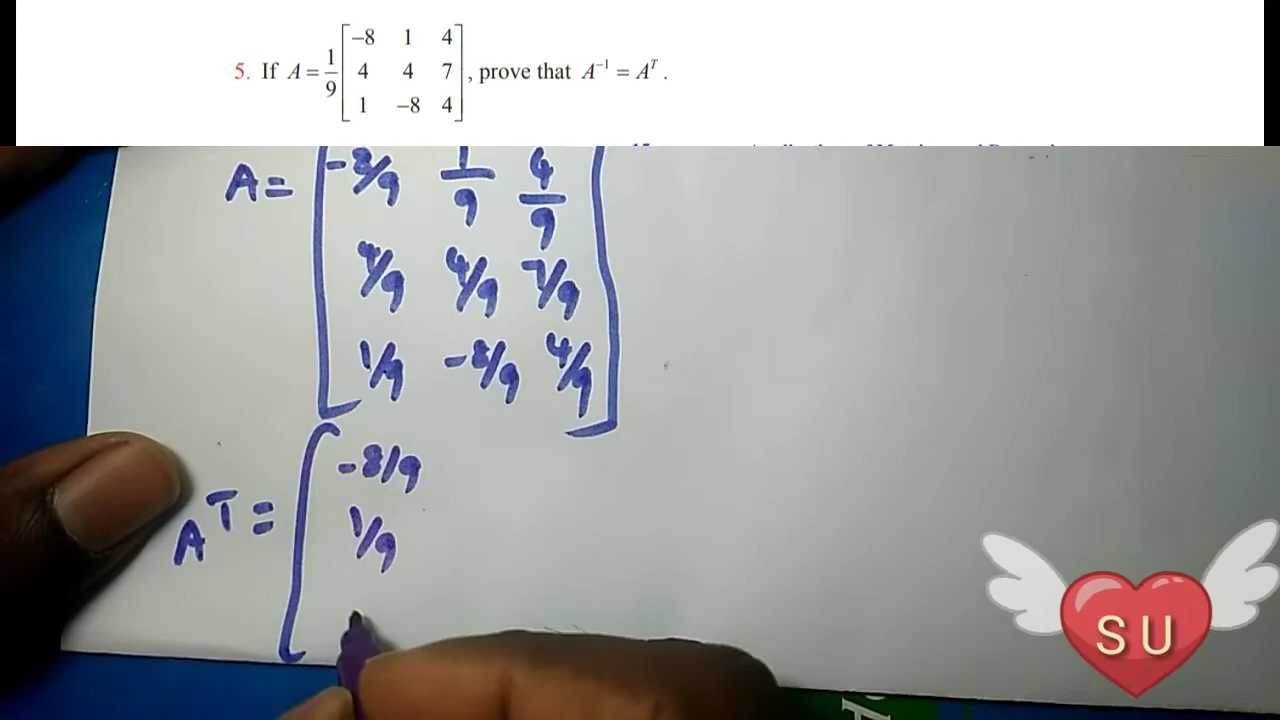 5. If A = 1/9 [ –8 1 4
4 4 7
1 –8 4 ] , prove that A⁻¹ = Aᵀ .
A = [ -8/9 1/9 4/9
4/9 4/9 7/9
1/9 -8/9 4/9 ]
Aᵀ = [ -8/9
1/9
S U